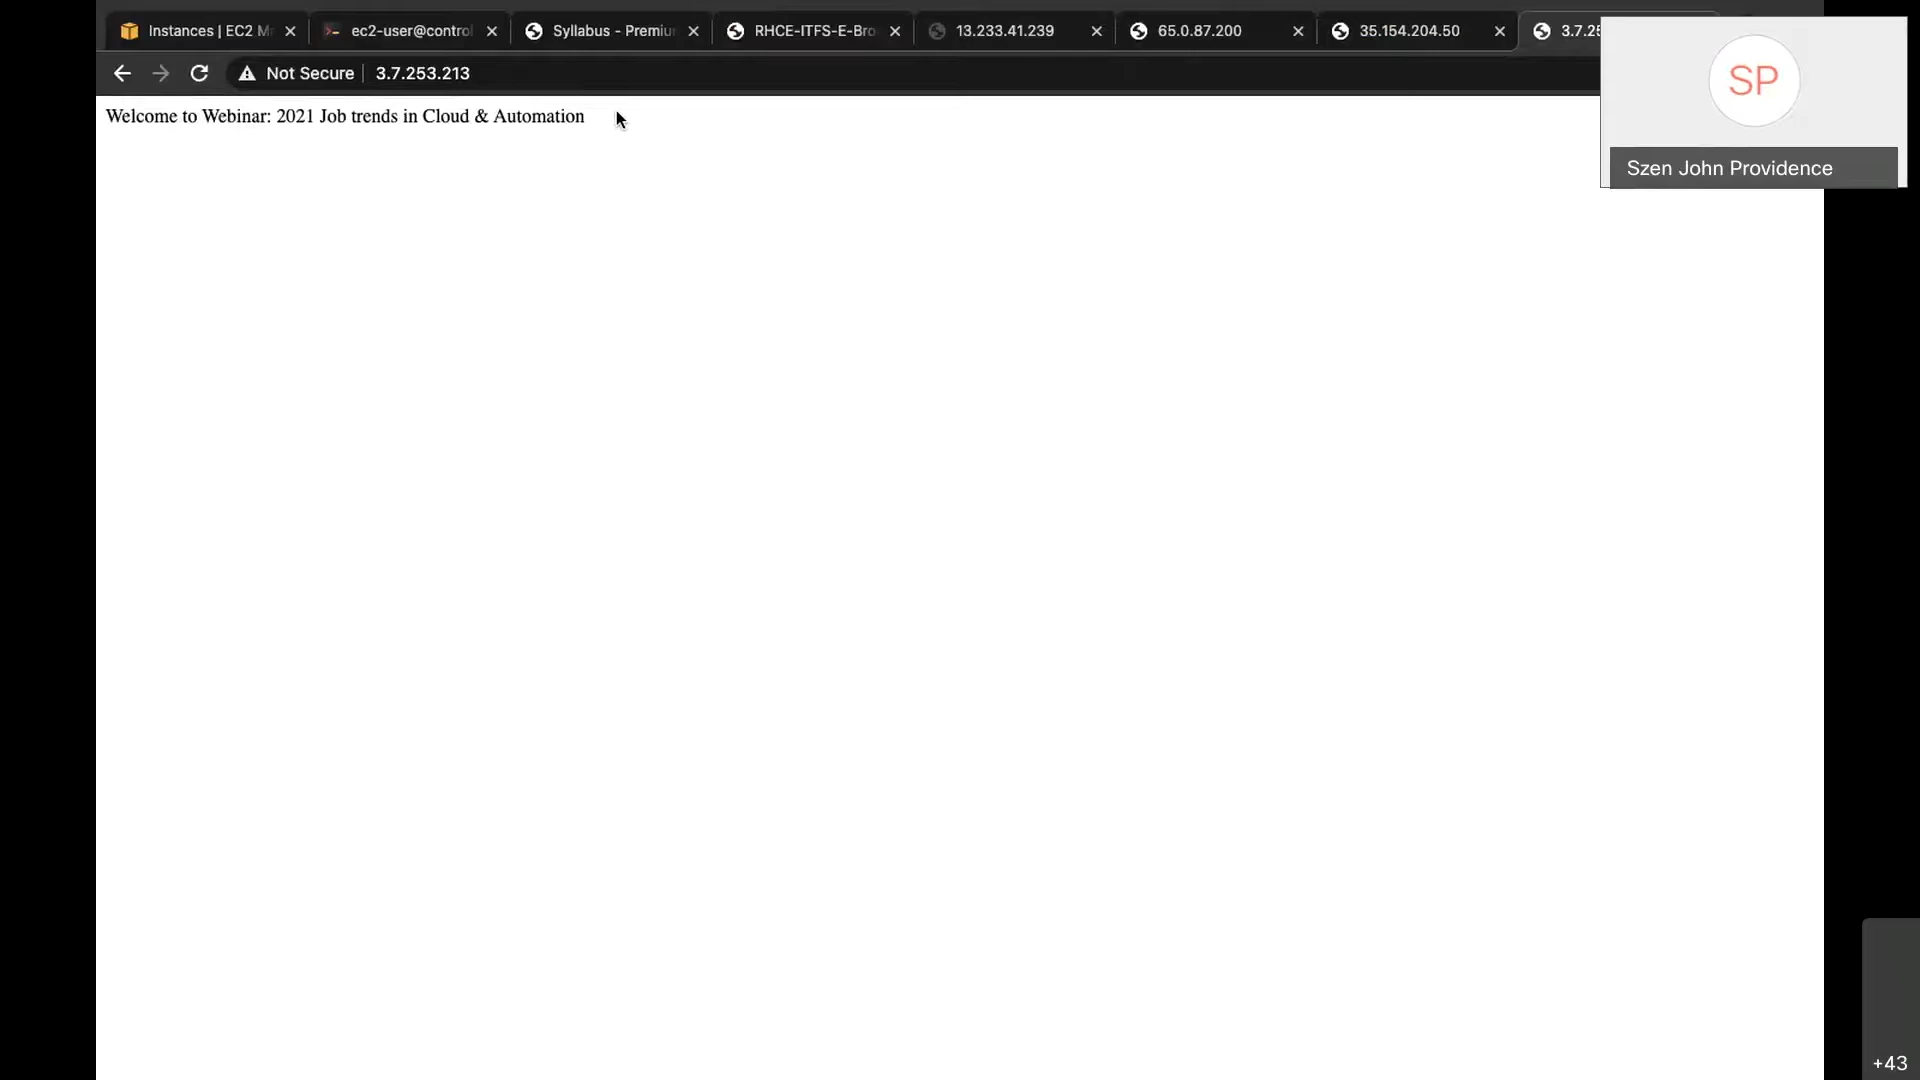 Instances | EC2 M
ec2-user@contro
Syllabus - Premiu
RHCE-ITFS-E-Bro
13.233.41.239
65.0.87.200
35.154.204.50
3.7.25
Not Secure
3.7.253.213
Welcome to Webinar: 2021 Job trends in Cloud & Automation
SP
Szen John Providence
+43